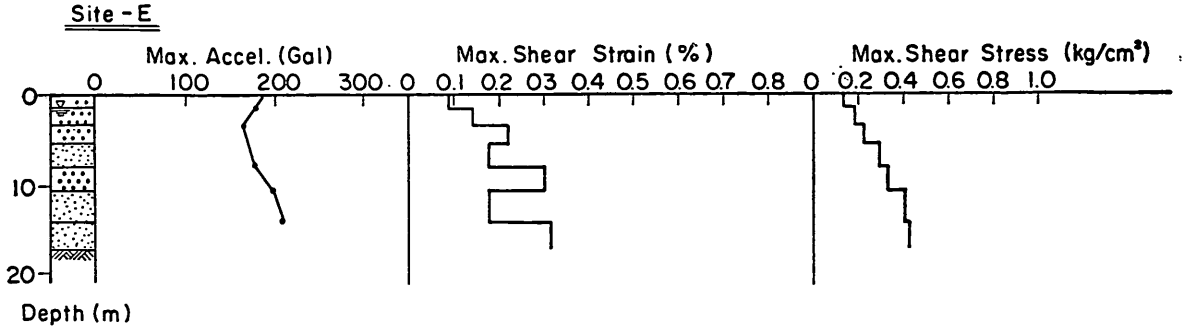 Site - E
Max. Accel. (Gal) Max. Shear Strain (%) Max. Shear Stress (kg/cm²)
0 100 200 300 0 0.1 0.2 0.3 0.4 0.5 0.6 0.7 0.8 0 0.2 0.4 0.6 0.8 1.0
0
10
20
Depth (m)